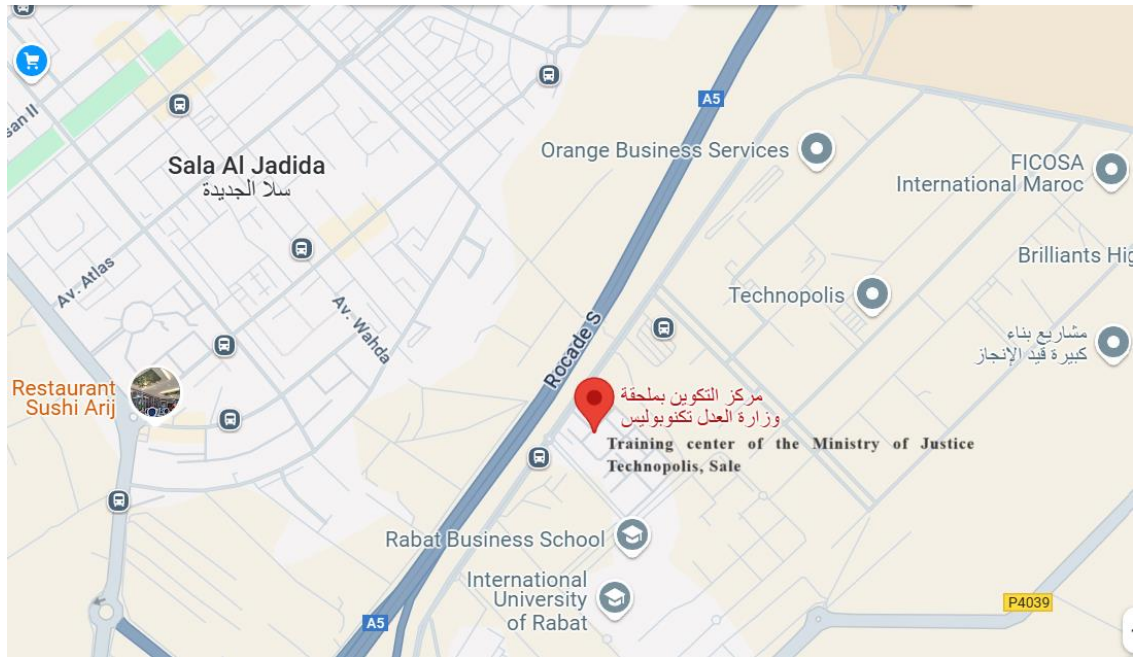 san II
A5
Orange Business Services
FICOSA
International Maroc
Sala Al Jadida
سلا الجديدة
Brilliants Hig
Av. Atlas
Technopolis
Av. Wahda
Rocade S
مشاريع بناء
كبيرة قيد الإنجاز
Restaurant
Sushi Arij
مركز التكوين بملحقة
وزارة العدل تكنوبوليس
Training center of the Ministry of Justice
Technopolis, Sale
Rabat Business School
International
University
of Rabat
P4039
A5